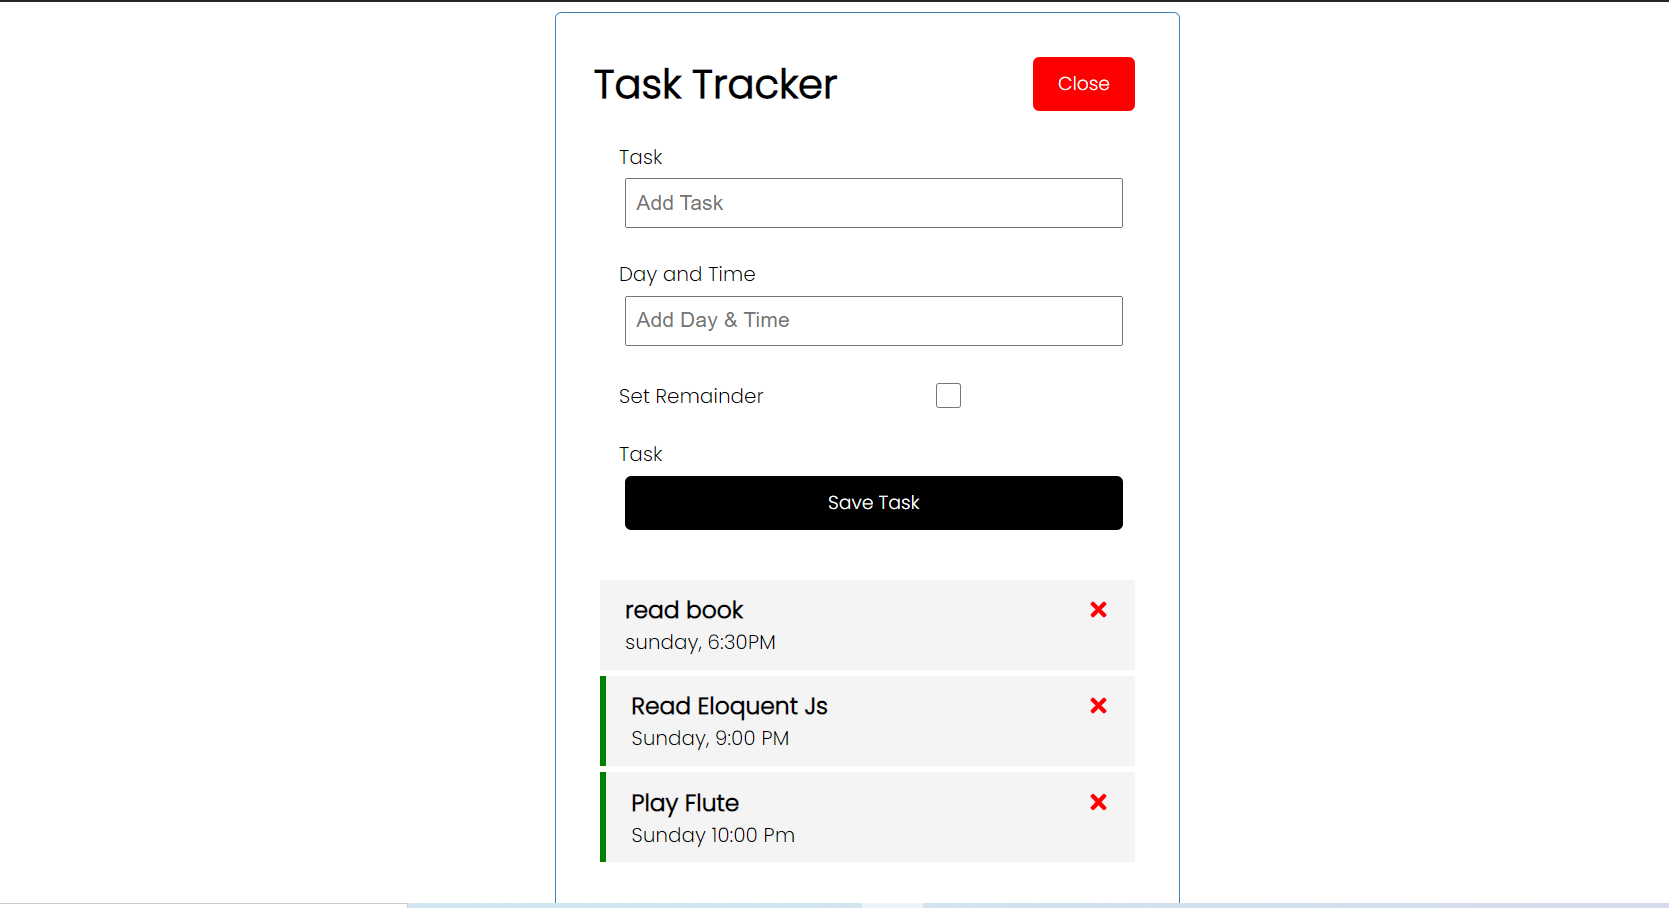 Task Tracker
Close
Task
Add Task
Day and Time
Add Day & Time
Set Remainder
Task
Save Task
read book
sunday, 6:30PM
Read Eloquent Js
Sunday, 9:00 PM
Play Flute
Sunday 10:00 Pm